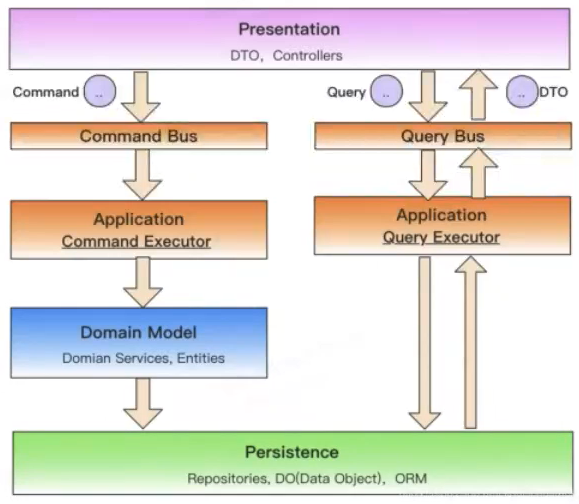 Presentation
DTO, Controllers
Command ..
Query ..
.. DTO
Command Bus
Query Bus
Application
Command Executor
Application
Query Executor
Domain Model
Domian Services, Entities
Persistence
Repositories, DO(Data Object), ORM